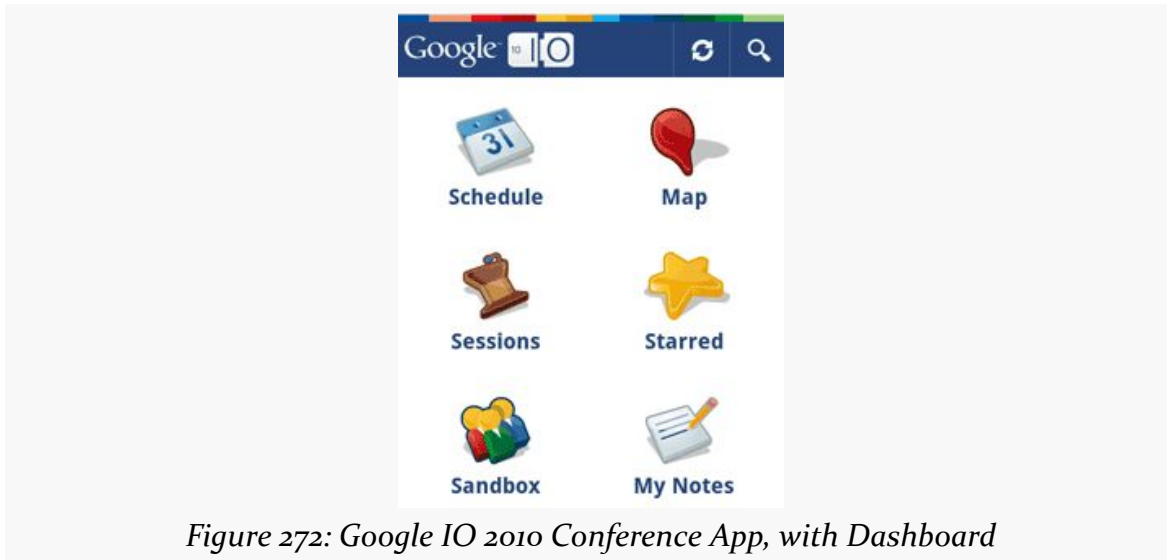 Google 10 IO
31
Schedule Map
Sessions Starred
Sandbox My Notes
Figure 272: Google IO 2010 Conference App, with Dashboard